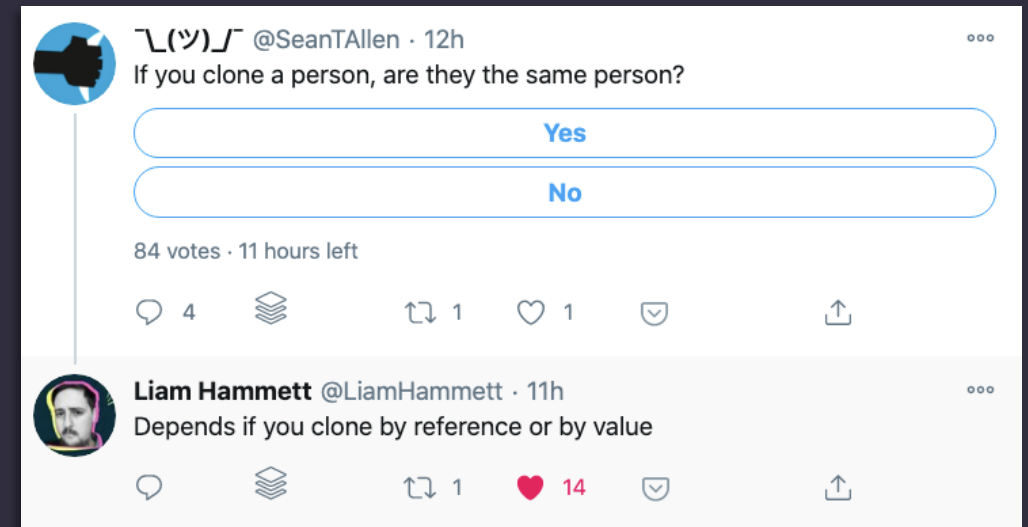 ¯\_(ツ)_/¯ @SeanTAllen · 12h
If you clone a person, are they the same person?
Yes
No
84 votes · 11 hours left
4 1 1
Liam Hammett @LiamHammett · 11h
Depends if you clone by reference or by value
1 14